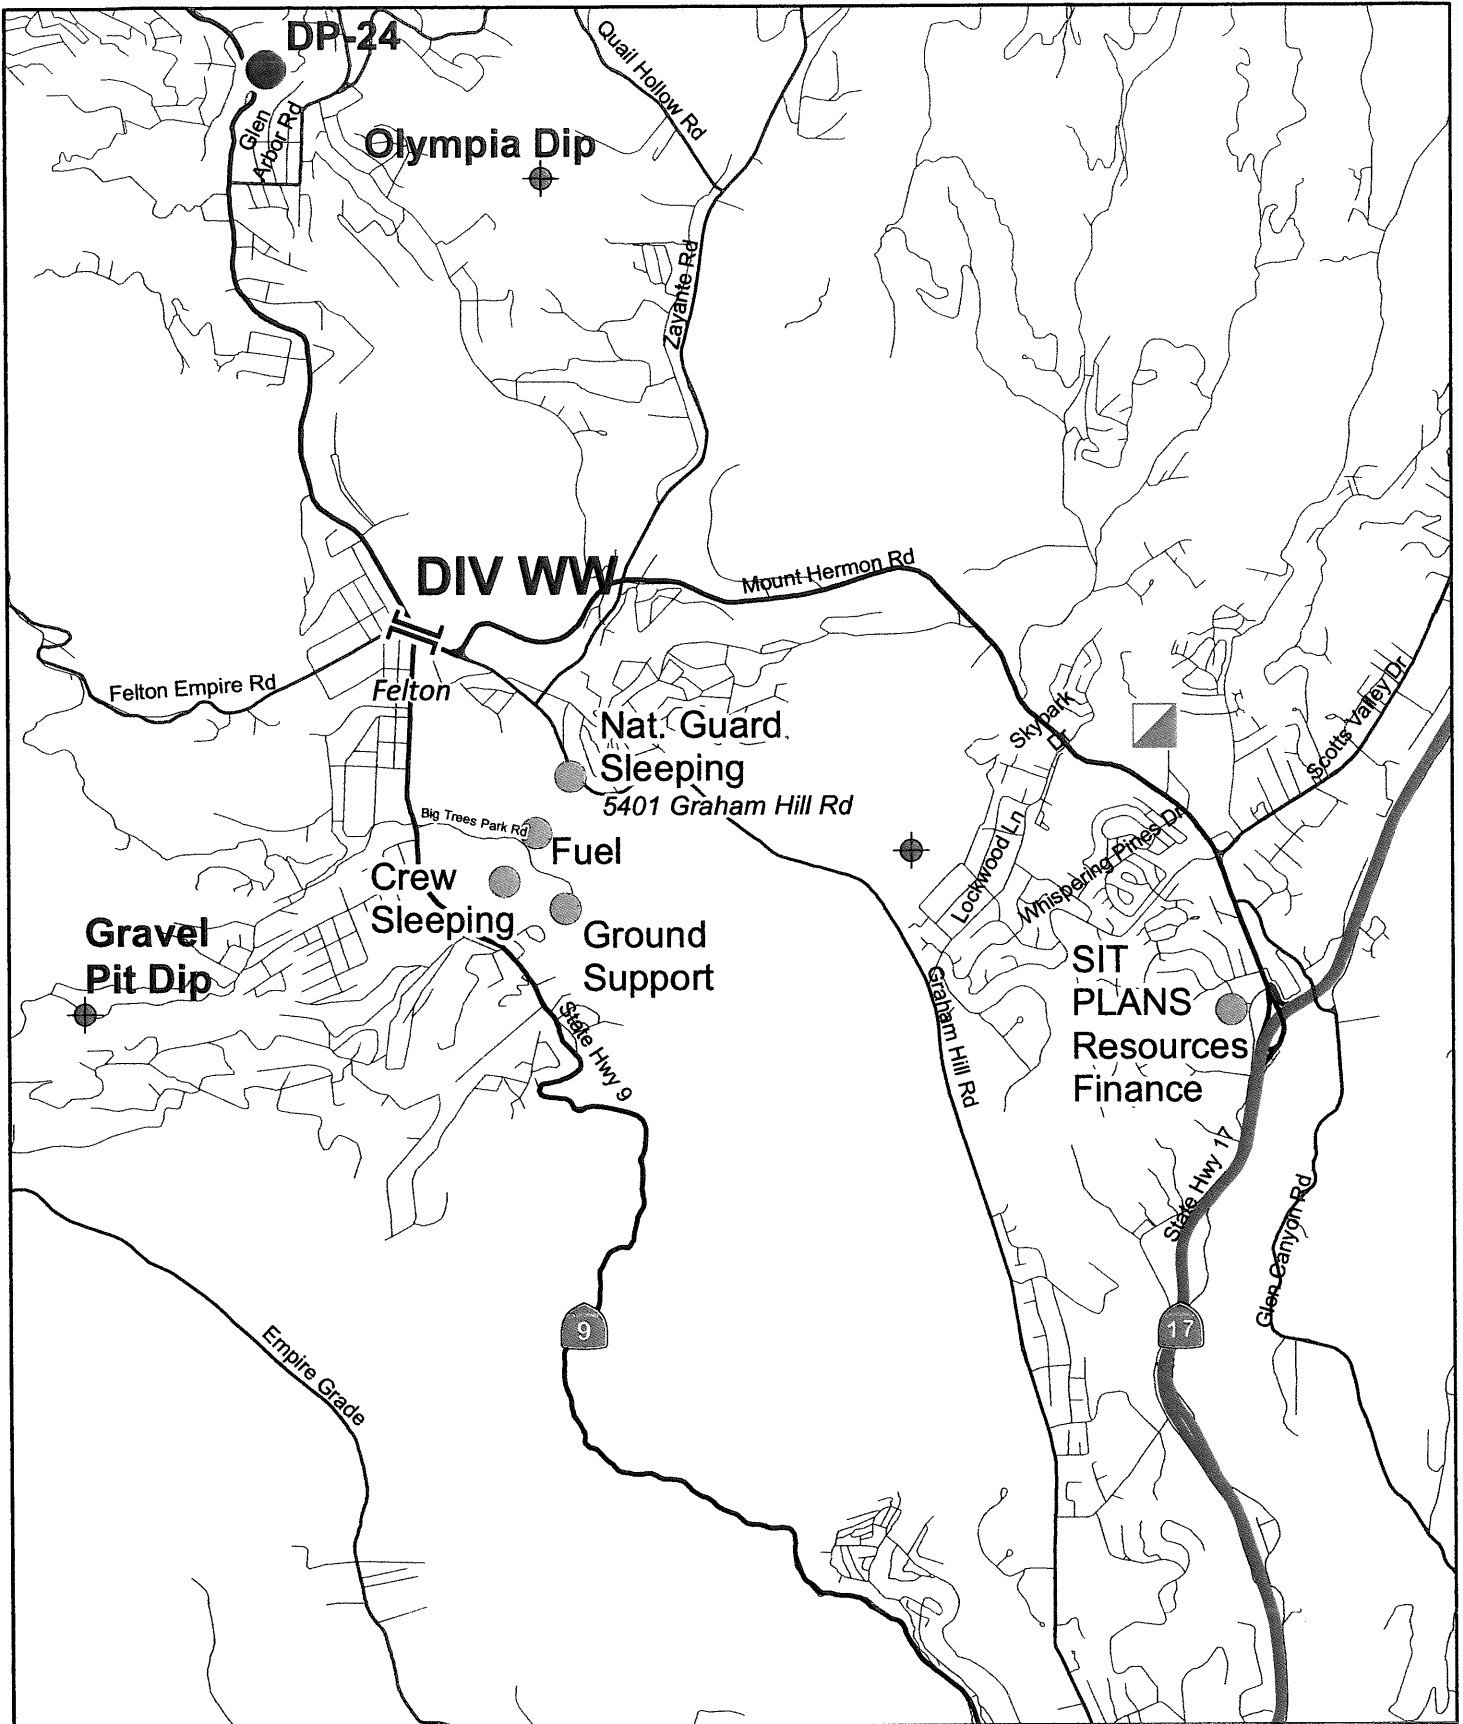 DP-24
Quail Hollow Rd
Glen
Arbor Rd
Olympia Dip
Zayante Rd
DIV WW
Mount Hermon Rd
Felton Empire Rd
Felton
Skypark
Dr
Scotts Valley Dr
Nat. Guard
Sleeping
5401 Graham Hill Rd
Big Trees Park Rd
Fuel
Lockwood Ln
Whispering Pines Dr
Crew
Sleeping
Gravel
Pit Dip
Ground
Support
SIT
PLANS
Resources
Finance
State Hwy 9
Graham Hill Rd
State Hwy 17
Glen Canyon Rd
9
17
Empire Grade